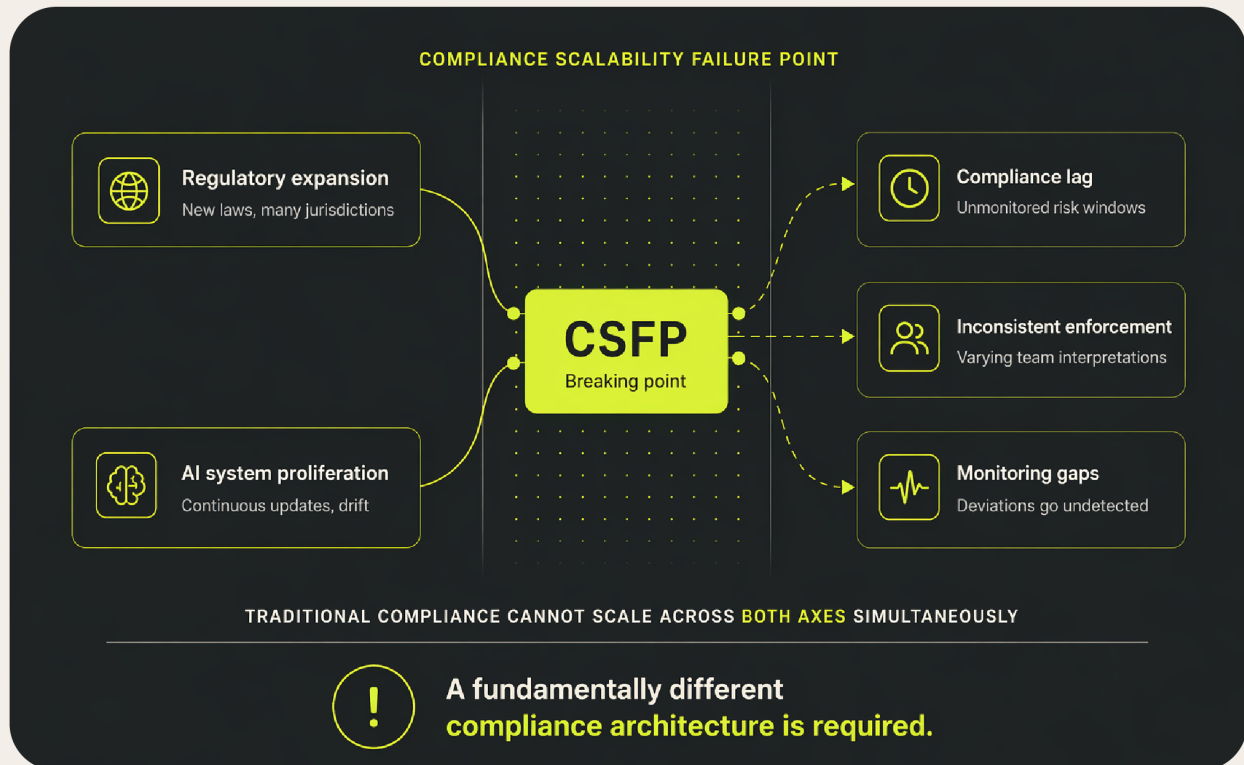 COMPLIANCE SCALABILITY FAILURE POINT
Regulatory expansion
New laws, many jurisdictions
AI system proliferation
Continuous updates, drift
CSFP
Breaking point
Compliance lag
Unmonitored risk windows
Inconsistent enforcement
Varying team interpretations
Monitoring gaps
Deviations go undetected
TRADITIONAL COMPLIANCE CANNOT SCALE ACROSS BOTH AXES SIMULTANEOUSLY
!
A fundamentally different
compliance architecture is required.